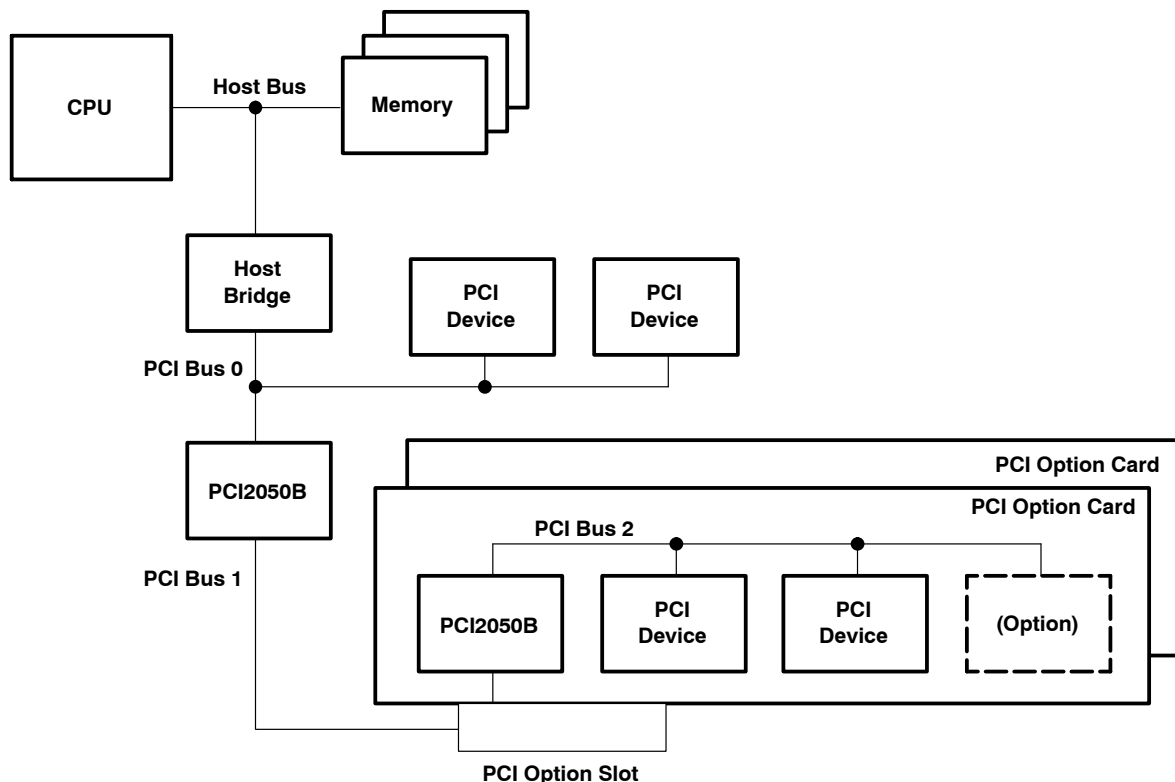 CPU
Host Bus
Memory
Host
Bridge
PCI
Device
PCI
Device
PCI Bus 0
PCI2050B
PCI Bus 1
PCI Option Card
PCI Option Card
PCI Bus 2
PCI2050B
PCI
Device
PCI
Device
(Option)
PCI Option Slot